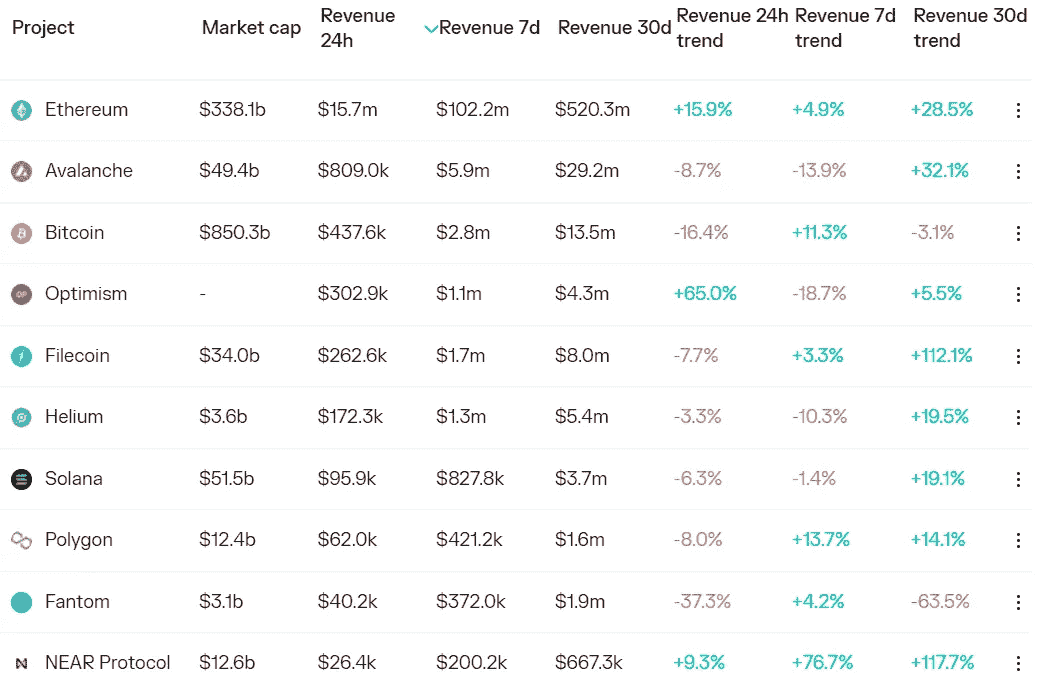 Project Market cap Revenue 24h Revenue 7d Revenue 30d Revenue 24h trend Revenue 7d trend Revenue 30d trend
Ethereum $338.1b $15.7m $102.2m $520.3m +15.9% +4.9% +28.5%
Avalanche $49.4b $809.0k $5.9m $29.2m -8.7% -13.9% +32.1%
Bitcoin $850.3b $437.6k $2.8m $13.5m -16.4% +11.3% -3.1%
Optimism - $302.9k $1.1m $4.3m +65.0% -18.7% +5.5%
Filecoin $34.0b $262.6k $1.7m $8.0m -7.7% +3.3% +112.1%
Helium $3.6b $172.3k $1.3m $5.4m -3.3% -10.3% +19.5%
Solana $51.5b $95.9k $827.8k $3.7m -6.3% -1.4% +19.1%
Polygon $12.4b $62.0k $421.2k $1.6m -8.0% +13.7% +14.1%
Fantom $3.1b $40.2k $372.0k $1.9m -37.3% +4.2% -63.5%
NEAR Protocol $12.6b $26.4k $200.2k $667.3k +9.3% +76.7% +117.7%